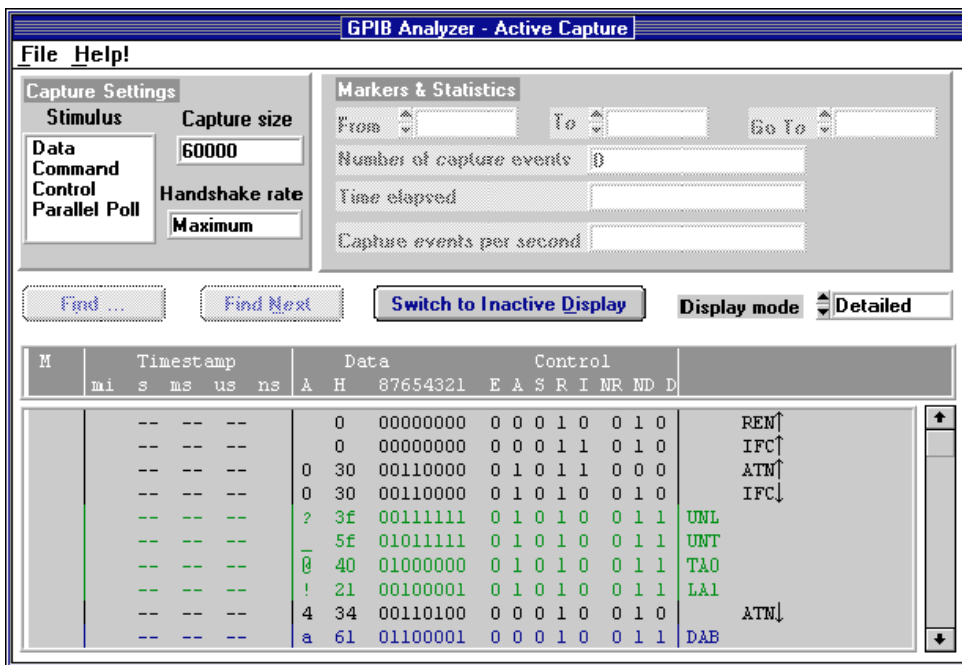 GPIB Analyzer - Active Capture
File Help!
Capture Settings
Stimulus
Data
Command
Control
Parallel Poll
Capture size
60000
Handshake rate
Maximum
Markers & Statistics
From To Go To
Number of capture events 0
Time elapsed
Capture events per second
Find ... Find Next Switch to Inactive Display Display mode Detailed
M Timestamp Data Control
mi s ms us ns A H 87654321 E A S R I NR ND D
-- -- -- 0 00000000 0 0 0 1 0 0 1 0 REN↑
-- -- -- 0 00000000 0 0 0 1 1 0 1 0 IFC↑
-- -- -- 0 30 00110000 0 1 0 1 1 0 0 0 ATN↑
-- -- -- 0 30 00110000 0 1 0 1 0 0 1 0 IFC↓
-- -- -- ? 3f 00111111 0 1 0 1 0 0 1 1 UNL
-- -- -- _ 5f 01011111 0 1 0 1 0 0 1 1 UNT
-- -- -- @ 40 01000000 0 1 0 1 0 0 1 1 TA0
-- -- -- ! 21 00100001 0 1 0 1 0 0 1 1 LA1
-- -- -- 4 34 00110100 0 0 0 1 0 0 1 0 ATN↓
-- -- -- a 61 01100001 0 0 0 1 0 0 1 1 DAB